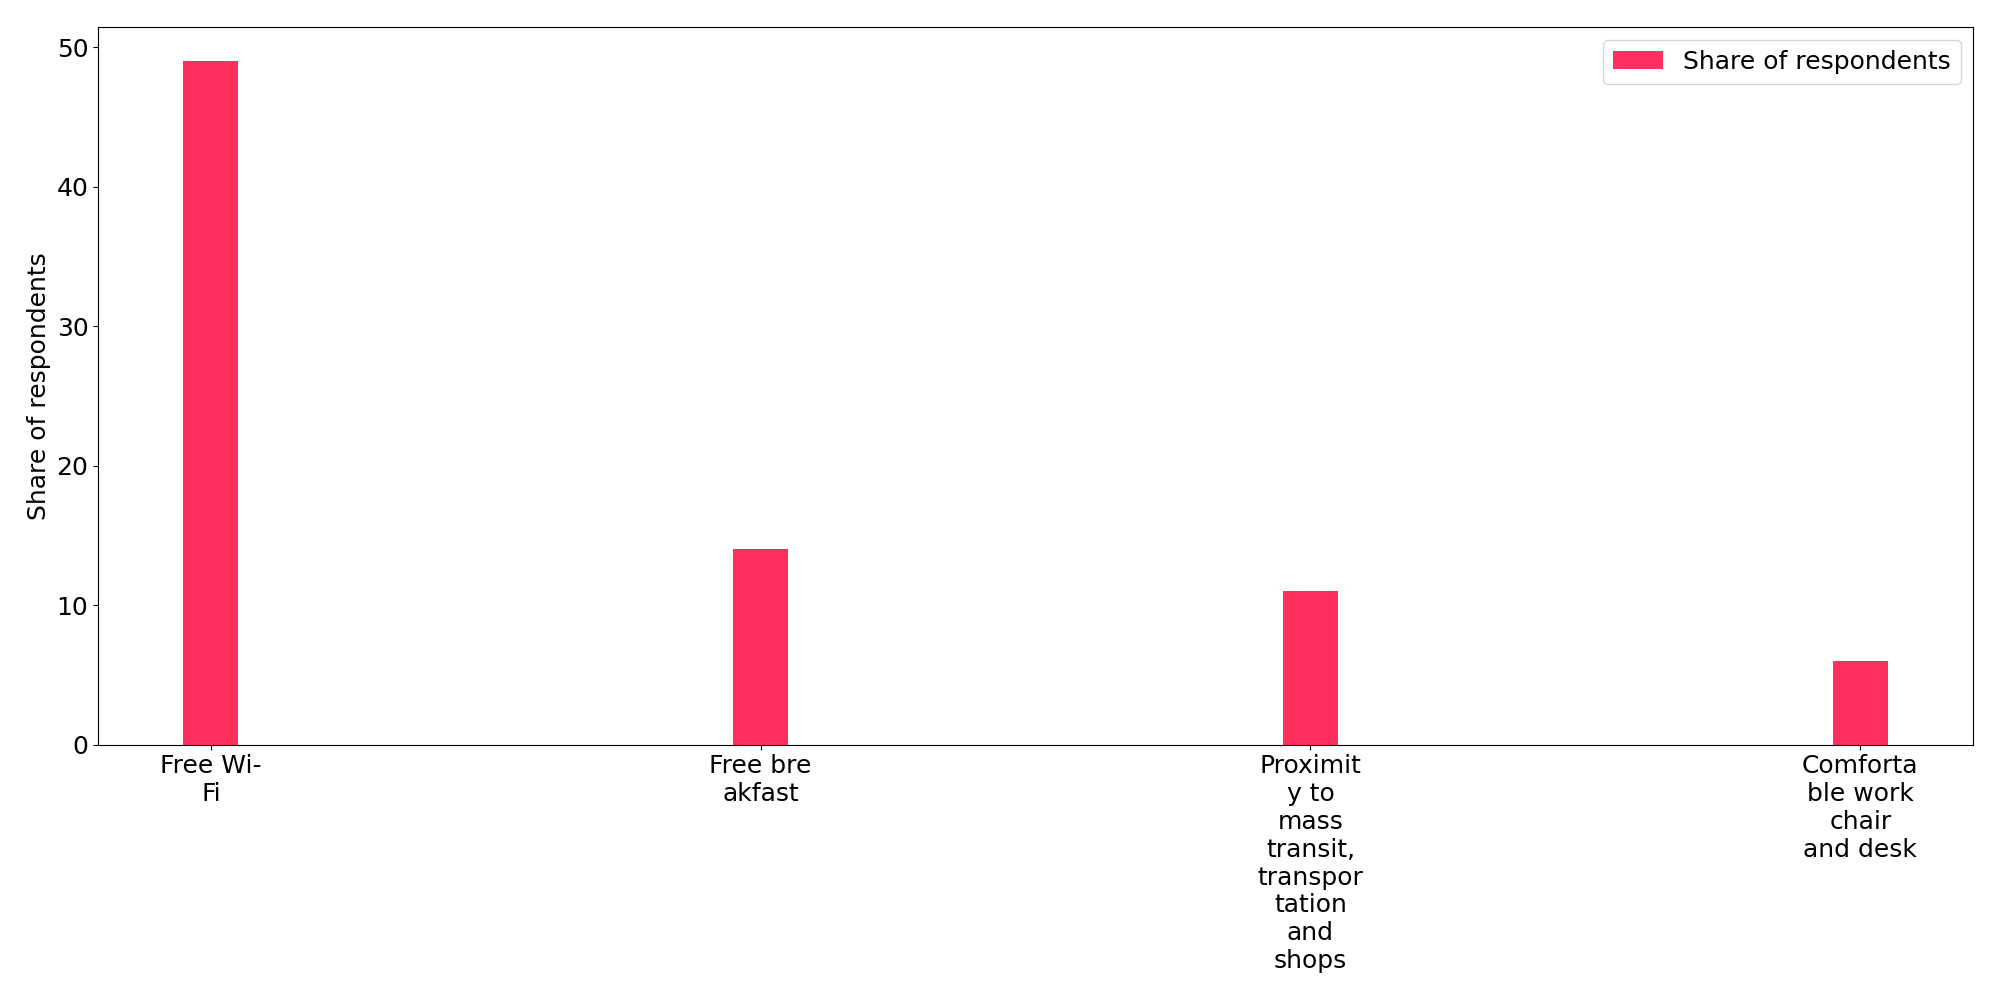 50
40
30
20
10
0
Share of respondents
Share of respondents
Free Wi-
Fi
Free bre
akfast
Proximit
y to
mass
transit,
transpor
tation
and
shops
Comforta
ble work
chair
and desk